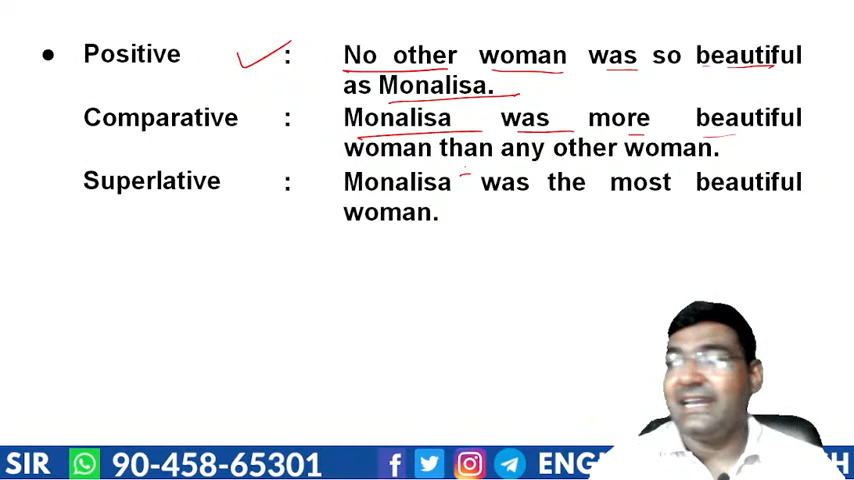 ● Positive : No other woman was so beautiful
as Monalisa.
Comparative : Monalisa was more beautiful
woman than any other woman.
Superlative : Monalisa was the most beautiful
woman.
SIR 90-458-65301 ENG H